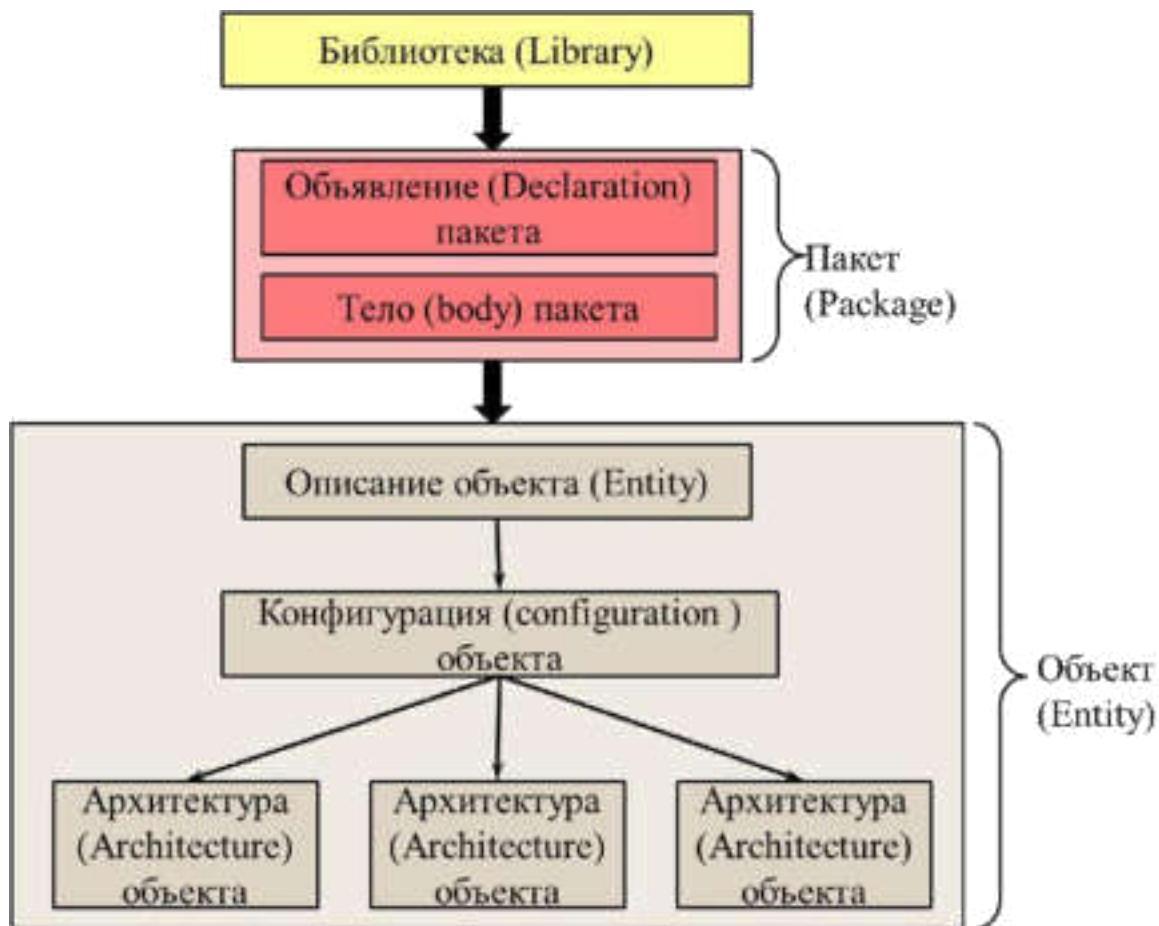 Библиотека (Library)
Объявление (Declaration)
пакета
Тело (body) пакета
Пакет
(Package)
Описание объекта (Entity)
Конфигурация (configuration )
объекта
Объект
(Entity)
Архитектура
(Architecture)
объекта
Архитектура
(Architecture)
объекта
Архитектура
(Architecture)
объекта